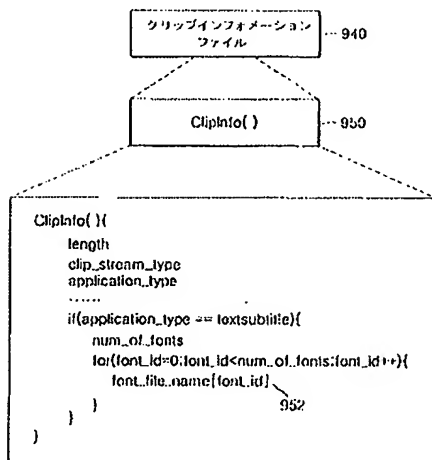 クリップインフォメーション
ファイル
940
ClipInfo( )
950
ClipInfo( ){
length
clip_stream_type
application_type
......
if(application_type == textsubtitle){
num_of_fonts
for(font_id=0;font_id<num_of_fonts;font_id++){
font_file_name[font_id]
952
}
}
}